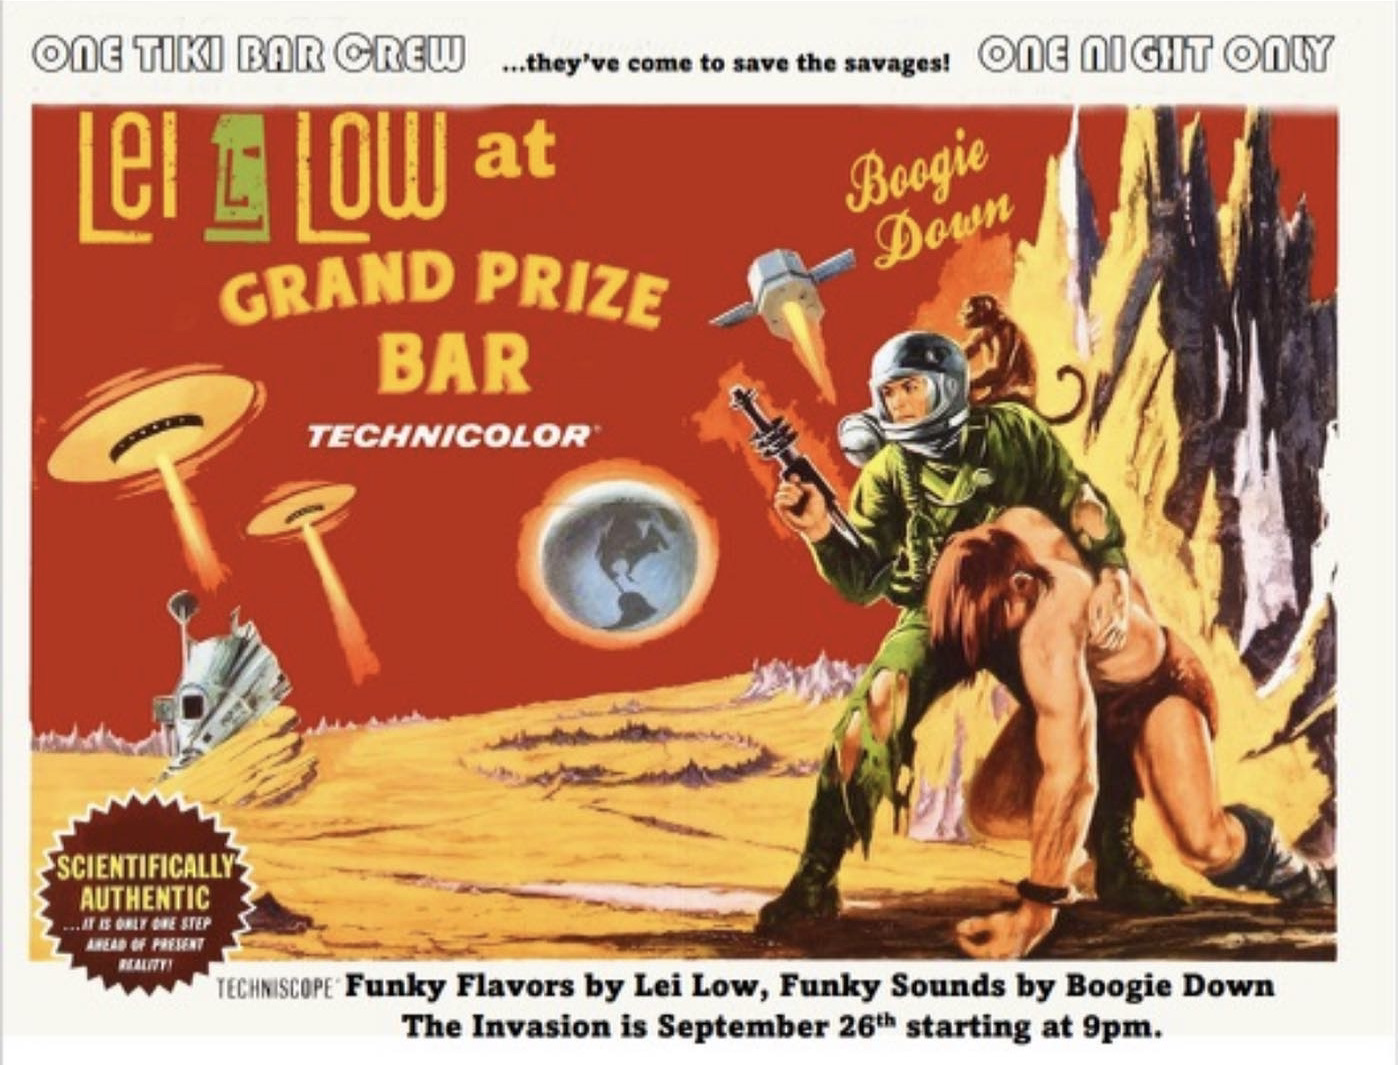 ONE TIKI BAR CREW ...they've come to save the savages! ONE NIGHT ONLY
Lei Low at
GRAND PRIZE
BAR
TECHNICOLOR®
Boogie
Down
SCIENTIFICALLY
AUTHENTIC
...IT IS ONLY ONE STEP
AHEAD OF PRESENT
REALITY!
TECHNISCOPE® Funky Flavors by Lei Low, Funky Sounds by Boogie Down
The Invasion is September 26th starting at 9pm.